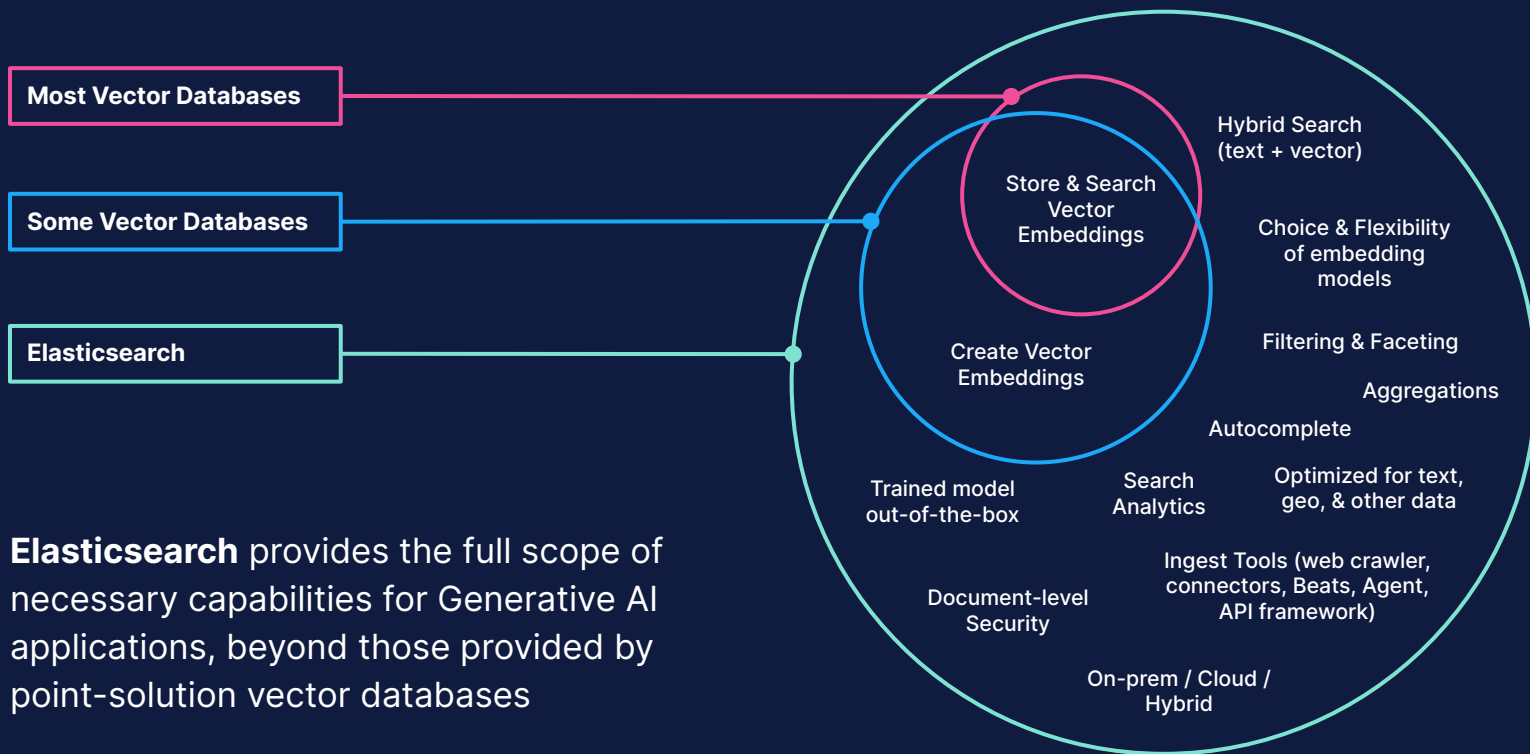 Most Vector Databases
Some Vector Databases
Elasticsearch
Elasticsearch provides the full scope of
necessary capabilities for Generative AI
applications, beyond those provided by
point-solution vector databases
Store & Search
Vector
Embeddings
Create Vector
Embeddings
Hybrid Search
(text + vector)
Choice & Flexibility
of embedding
models
Filtering & Faceting
Aggregations
Autocomplete
Trained model
out-of-the-box
Search
Analytics
Optimized for text,
geo, & other data
Document-level
Security
Ingest Tools (web crawler,
connectors, Beats, Agent,
API framework)
On-prem / Cloud /
Hybrid